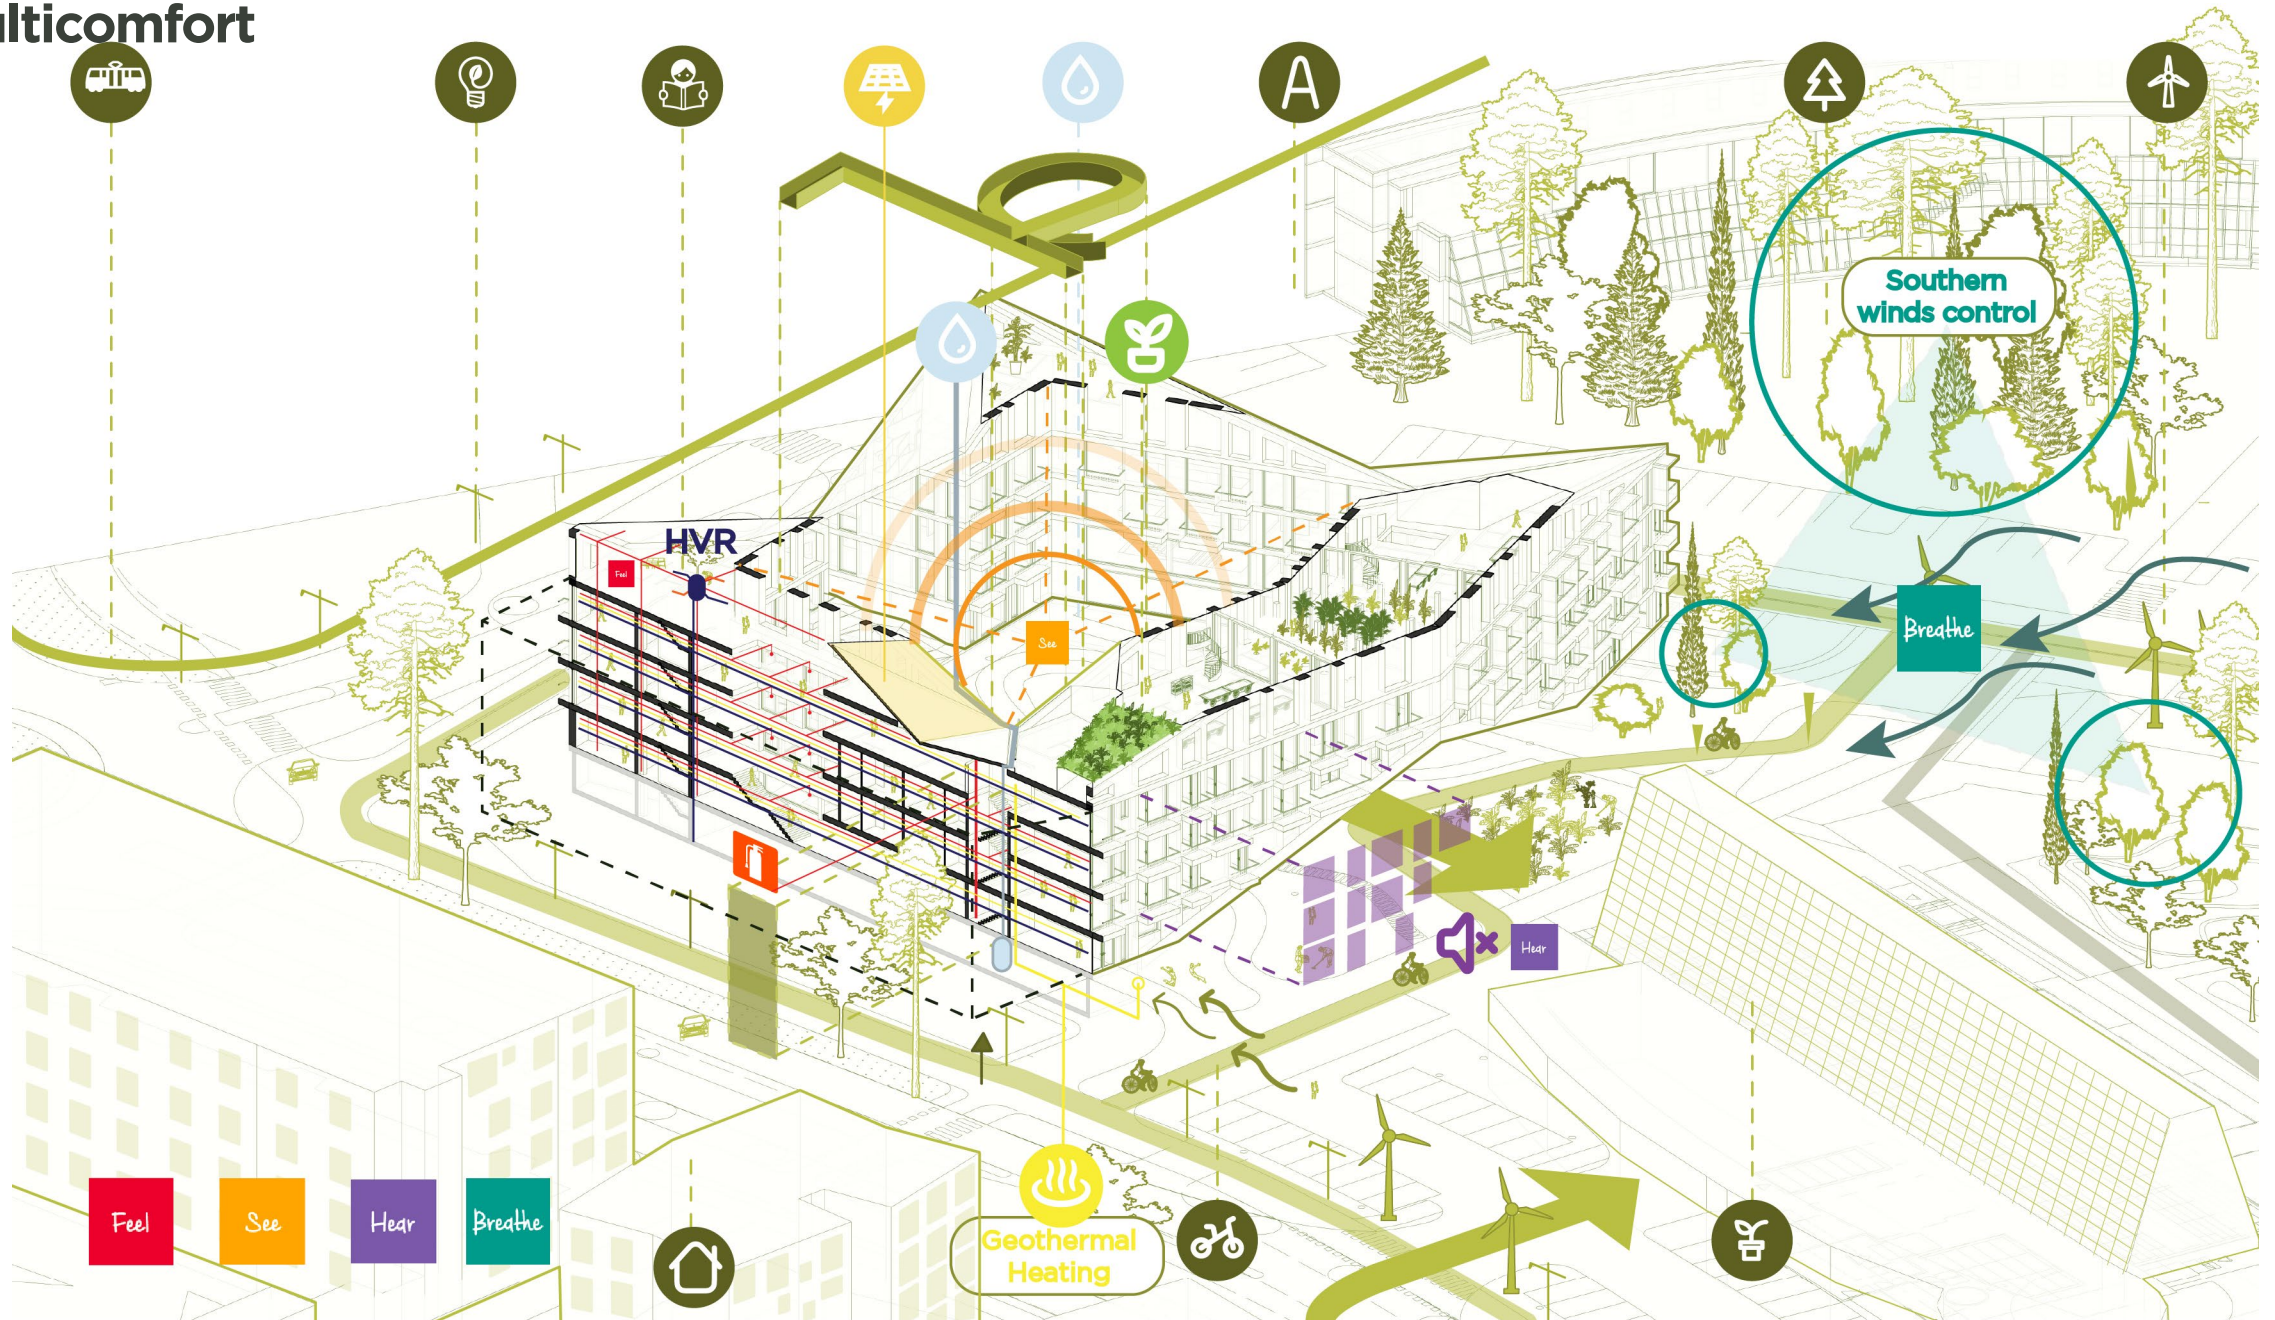 lticomfort
A
Southern
winds control
HVR
Feel
See
Breathe
Hear
Feel
See
Hear
Breathe
Geothermal
Heating